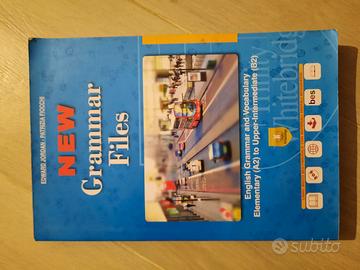 EDWARD JORDAN / PATRIZIA FIOCCHI
NEW
Grammar
Files
English Grammar and Vocabulary
Elementary (A2) to Upper-Intermediate (B2)
Whitebridge
bes
subito